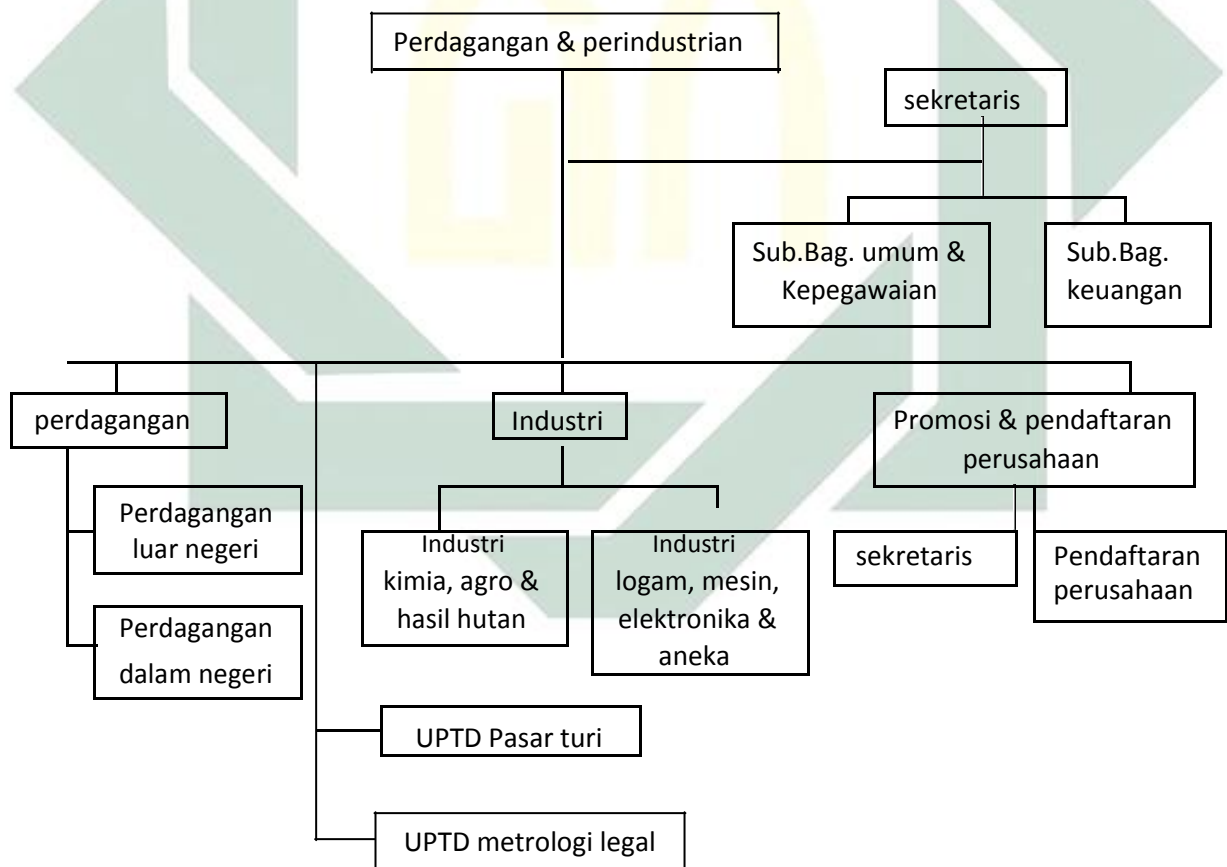 Perdagangan & perindustrian
sekretaris
Sub.Bag. umum &
Kepegawaian
Sub.Bag.
keuangan
perdagangan
Industri
Promosi & pendaftaran
perusahaan
Perdagangan
luar negeri
Perdagangan
dalam negeri
Industri
kimia, agro &
hasil hutan
Industri
logam, mesin,
elektronika &
aneka
sekretaris
Pendaftaran
perusahaan
UPTD Pasar turi
UPTD metrologi legal